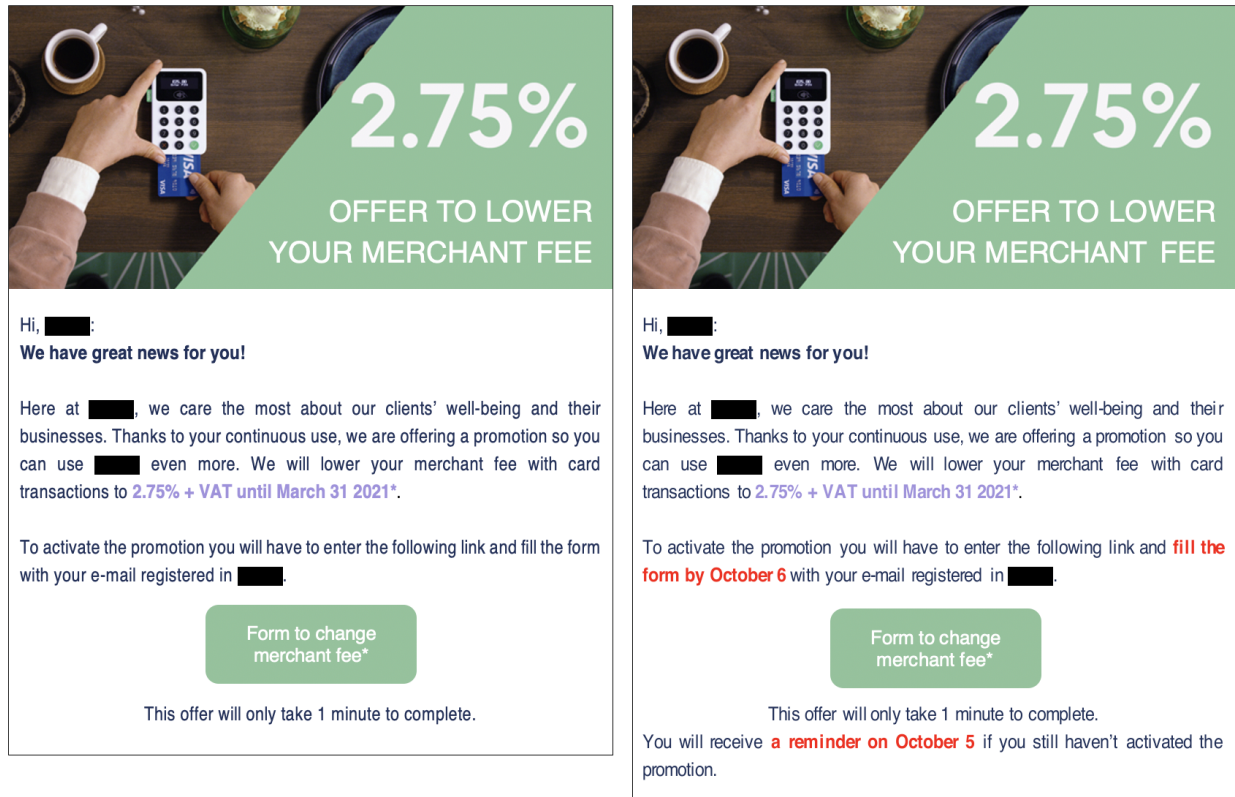 2.75%
OFFER TO LOWER
YOUR MERCHANT FEE
Hi, :
We have great news for you!
Here at , we care the most about our clients' well-being and their
businesses. Thanks to your continuous use, we are offering a promotion so you
can use even more. We will lower your merchant fee with card
transactions to 2.75% + VAT until March 31 2021*.
To activate the promotion you will have to enter the following link and fill the form
with your e-mail registered in .
Form to change
merchant fee*
This offer will only take 1 minute to complete.
VISA
VISA
2.75%
OFFER TO LOWER
YOUR MERCHANT FEE
Hi, :
We have great news for you!
Here at , we care the most about our clients' well-being and their
businesses. Thanks to your continuous use, we are offering a promotion so you
can use even more. We will lower your merchant fee with card
transactions to 2.75% + VAT until March 31 2021*.
To activate the promotion you will have to enter the following link and fill the
form by October 6 with your e-mail registered in .
Form to change
merchant fee*
This offer will only take 1 minute to complete.
You will receive a reminder on October 5 if you still haven't activated the
promotion.
VISA
VISA